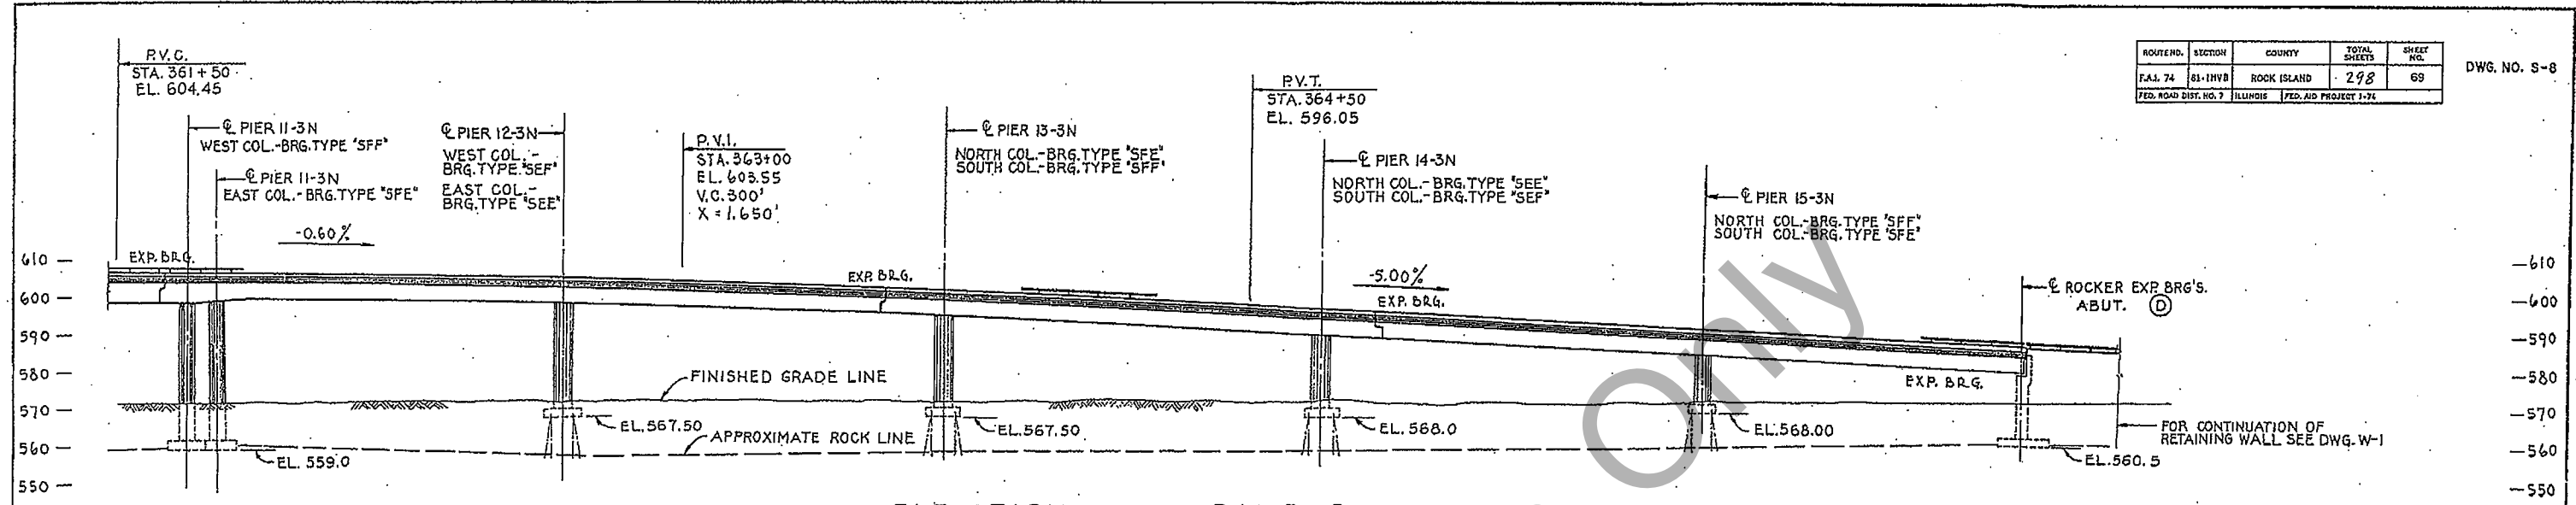 P.V.C.
STA. 361+50
EL. 604.45
℄ PIER 11-3N
WEST COL.-BRG.TYPE "SFF"
℄ PIER 11-3N
EAST COL.-BRG.TYPE "SFE"
-0.60%
℄ PIER 12-3N
WEST COL.-
BRG.TYPE "SEF"
EAST COL.-
BRG.TYPE "SEE"
P.V.I.
STA. 363+00
EL. 603.55
V.C. 300'
X = 1.650'
℄ PIER 13-3N
NORTH COL.-BRG.TYPE "SFE"
SOUTH COL.-BRG.TYPE "SFF"
P.V.T.
STA. 364+50
EL. 596.05
℄ PIER 14-3N
NORTH COL.-BRG.TYPE "SEE"
SOUTH COL.-BRG.TYPE "SEF"
-5.00%
℄ PIER 15-3N
NORTH COL.-BRG.TYPE "SFF"
SOUTH COL.-BRG.TYPE "SFE"
ROUTE NO. SECTION COUNTY TOTAL SHEETS SHEET NO.
F.A.I. 74 81-1HVB ROCK ISLAND 298 69
FED. ROAD DIST. NO. 7 ILLINOIS FED. AID PROJECT I-74
DWG. NO. S-8
℄ ROCKER EXP. BRG'S.
ABUT. D
EXP. BRG.
EXP. BRG.
EXP. BRG.
EXP. BRG.
610
600
590
580
570
560
550
610
600
590
580
570
560
550
FINISHED GRADE LINE
APPROXIMATE ROCK LINE
EL. 559.0
EL. 567.50
EL. 567.50
EL. 568.0
EL. 568.00
EL. 560.5
FOR CONTINUATION OF
RETAINING WALL SEE DWG. W-1
Only